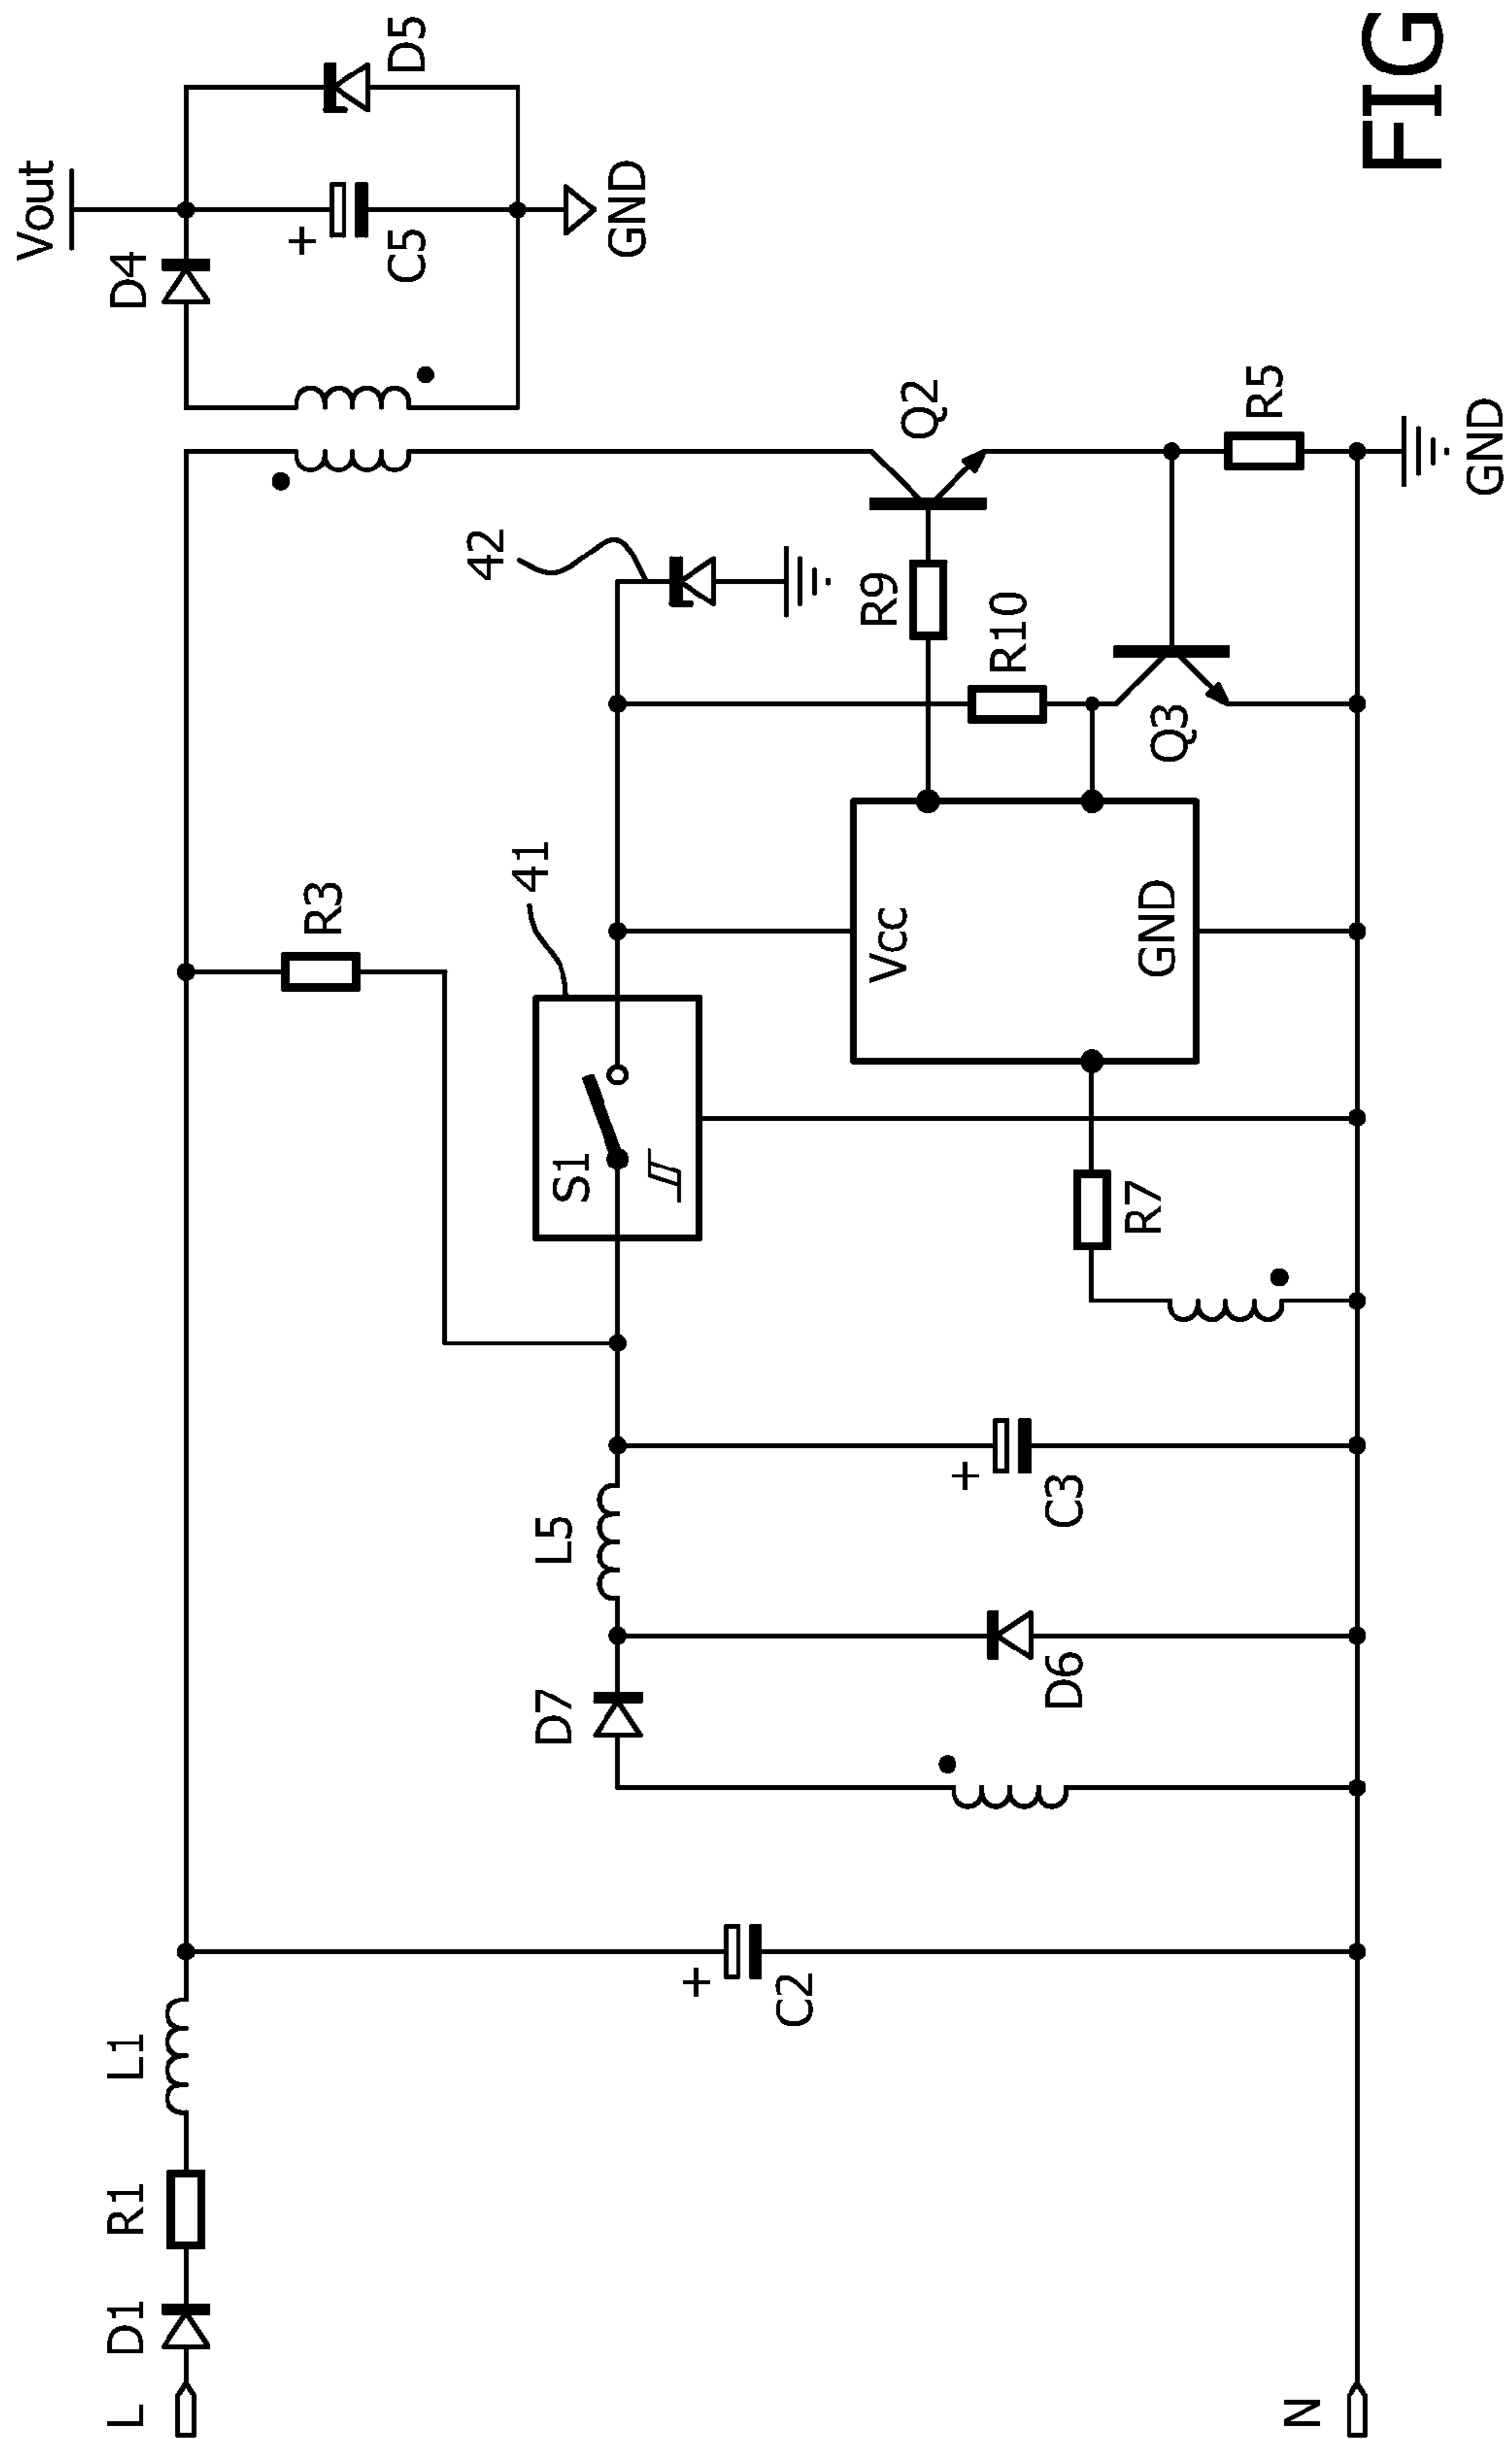 Vout
D4
C5
+
D5
GND
L
D1
R1
L1
R3
41
42
S1
L5
D7
D6
C3
+
C2
+
R7
Vcc
GND
R9
R10
Q2
Q3
R5
GND
N
FIG